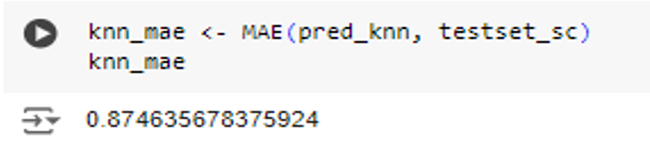 knn_mae <- MAE(pred_knn, testset_sc)
knn_mae
0.874635678375924